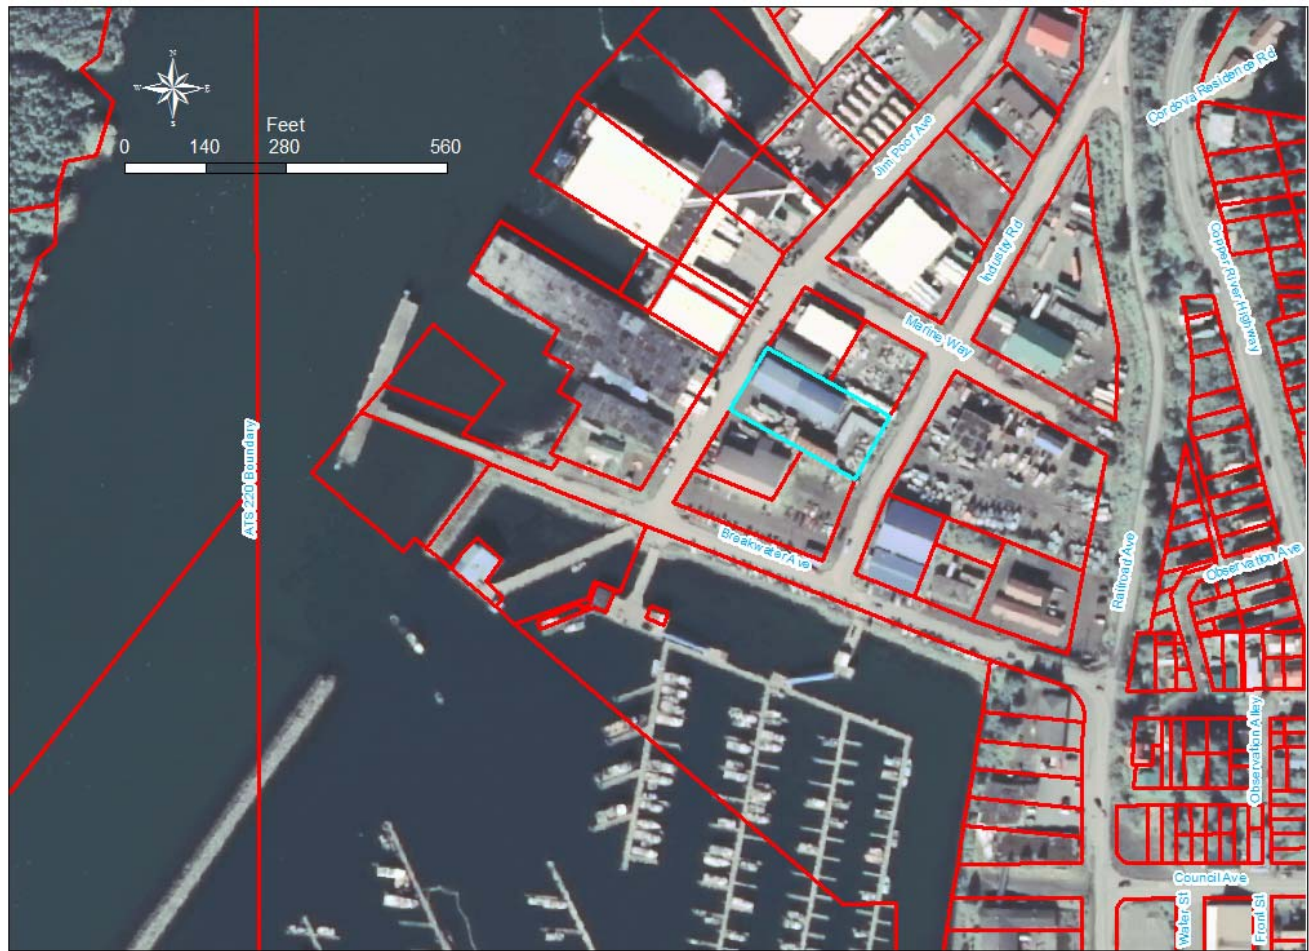 N
W E
S
Feet
0 140 280 560
Cordova Residence Rd
Jim Poor Ave
Industry Rd
Copper River Highway
Marine Way
ATS 220 Boundary
Breakwater Ave
Railroad Ave
Observation Ave
Observation Alley
Council Ave
Water St
Front St